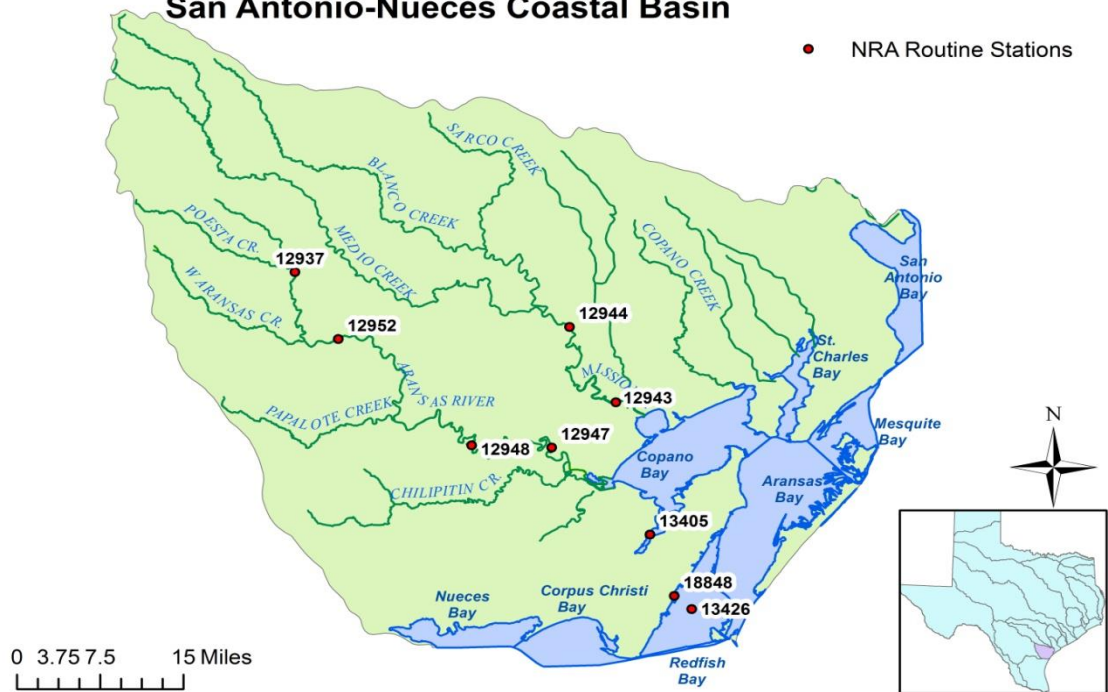 San Antonio-Nueces Coastal Basin
NRA Routine Stations
SARCO CREEK
BLANCO CREEK
POESTA CR.
MEDIO CREEK
COPANO CREEK
12937
W ARANSAS CR.
San
Antonio
Bay
12944
12952
St.
Charles
Bay
MISSIO
12943
ARANSAS RIVER
PAPALOTE CREEK
12947
12948
Mesquite
Bay
N
Copano
Bay
Aransas
Bay
CHILIPITIN CR.
13405
18848
13426
Nueces
Bay
Corpus Christi
Bay
Redfish
Bay
0 3.75 7.5 15 Miles